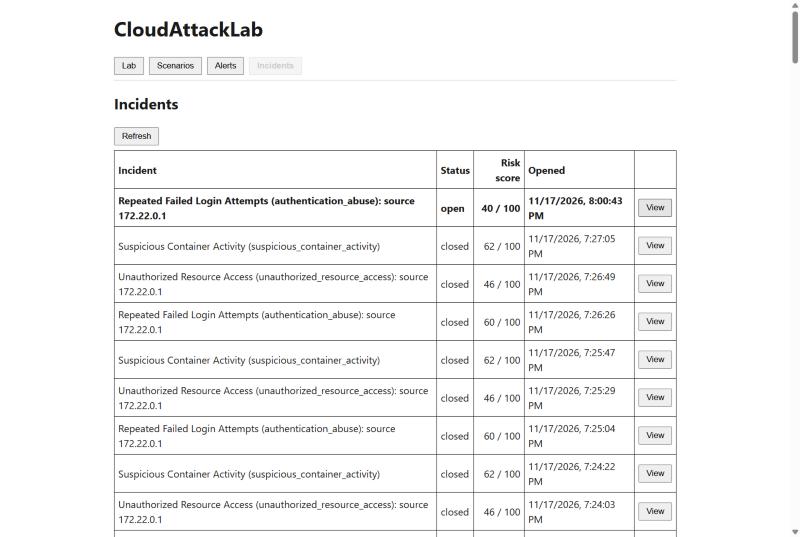 CloudAttackLab
Lab Scenarios Alerts Incidents
Incidents
Refresh
Incident Status Risk score Opened
Repeated Failed Login Attempts (authentication_abuse): source 172.22.0.1 open 40 / 100 11/17/2026, 8:00:43 PM View
Suspicious Container Activity (suspicious_container_activity) closed 62 / 100 11/17/2026, 7:27:05 PM View
Unauthorized Resource Access (unauthorized_resource_access): source 172.22.0.1 closed 46 / 100 11/17/2026, 7:26:49 PM View
Repeated Failed Login Attempts (authentication_abuse): source 172.22.0.1 closed 60 / 100 11/17/2026, 7:26:26 PM View
Suspicious Container Activity (suspicious_container_activity) closed 62 / 100 11/17/2026, 7:25:47 PM View
Unauthorized Resource Access (unauthorized_resource_access): source 172.22.0.1 closed 46 / 100 11/17/2026, 7:25:29 PM View
Repeated Failed Login Attempts (authentication_abuse): source 172.22.0.1 closed 60 / 100 11/17/2026, 7:25:04 PM View
Suspicious Container Activity (suspicious_container_activity) closed 62 / 100 11/17/2026, 7:24:22 PM View
Unauthorized Resource Access (unauthorized_resource_access): source 172.22.0.1 closed 46 / 100 11/17/2026, 7:24:03 PM View